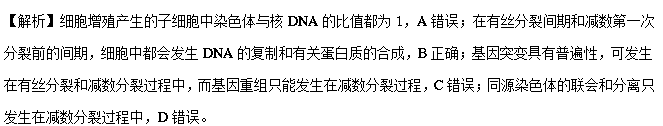 【解析】细胞增殖产生的子细胞中染色体与核 DNA 的比值都为 1，A 错误；在有丝分裂间期和减数第一次
分裂前的间期，细胞中都会发生 DNA 的复制和有关蛋白质的合成，B 正确；基因突变具有普遍性，可发生
在有丝分裂和减数分裂过程中，而基因重组只能发生在减数分裂过程，C 错误；同源染色体的联会和分离只
发生在减数分裂过程中，D 错误。